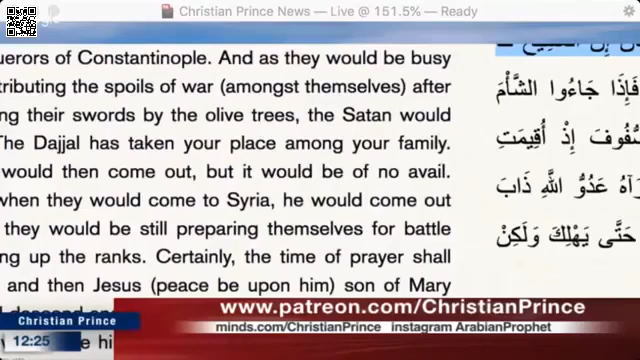 Christian Prince News — Live @ 151.5% — Ready
uerors of Constantinople. And as they would be busy
tributing the spoils of war (amongst themselves) after
ng their swords by the olive trees, the Satan would
The Dajjal has taken your place among your family.
would then come out, but it would be of no avail.
when they would come to Syria, he would come out
they would be still preparing themselves for battle
ng up the ranks. Certainly, the time of prayer shall
and then Jesus (peace be upon him) son of Mary
فَإِذَا جَاءُوا الشَّأْمَ
صُّفُوفَ إِذْ أُقِيمَتِ
رَآهُ عَدُوُّ اللَّهِ ذَابَ
حَتَّى يَهْلِكَ وَلَكِنْ
www.patreon.com/ChristianPrince
Christian Prince
minds.com/ChristianPrince instagram ArabianProphet
12:25
e hi